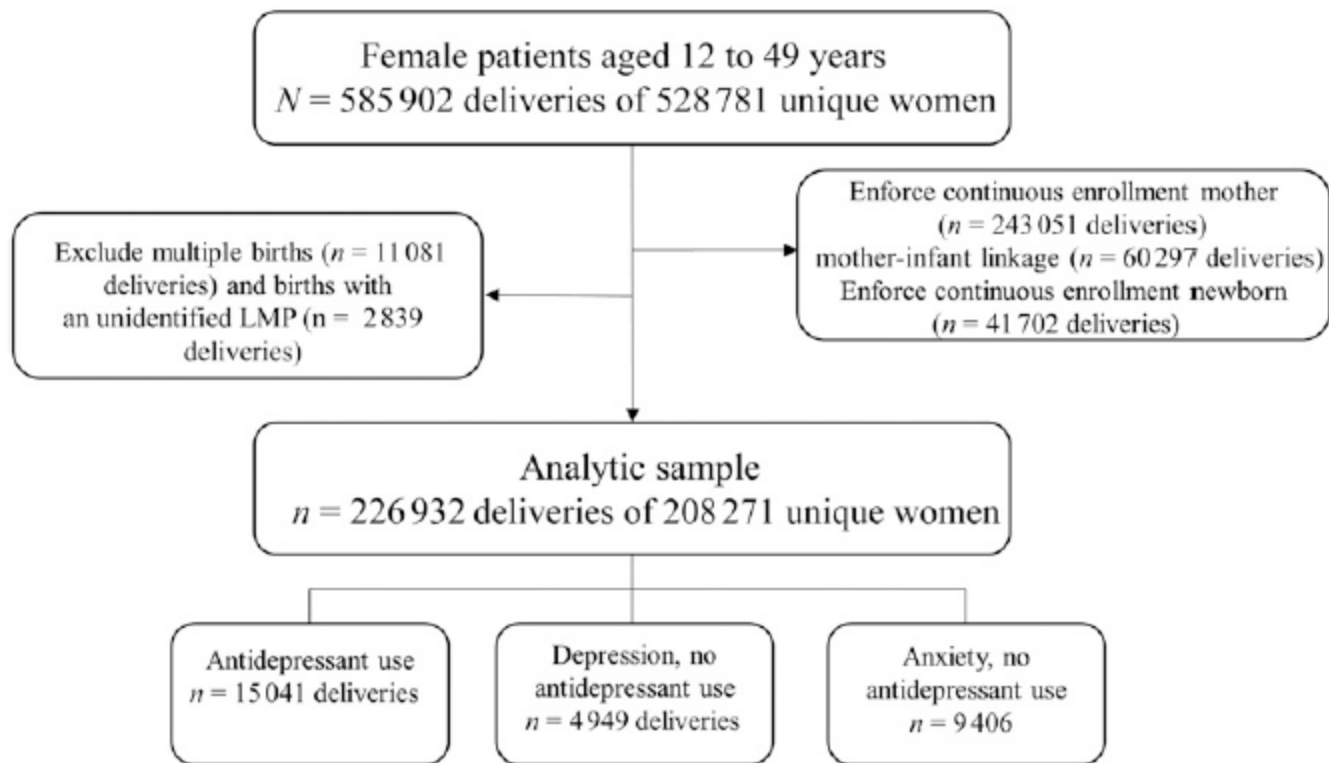 Female patients aged 12 to 49 years
N = 585 902 deliveries of 528 781 unique women
Enforce continuous enrollment mother
(n = 243 051 deliveries)
mother-infant linkage (n = 60 297 deliveries)
Enforce continuous enrollment newborn
(n = 41 702 deliveries)
Exclude multiple births (n = 11 081
deliveries) and births with
an unidentified LMP (n = 2 839
deliveries)
Analytic sample
n = 226 932 deliveries of 208 271 unique women
Antidepressant use
n = 15 041 deliveries
Depression, no
antidepressant use
n = 4 949 deliveries
Anxiety, no
antidepressant use
n = 9 406